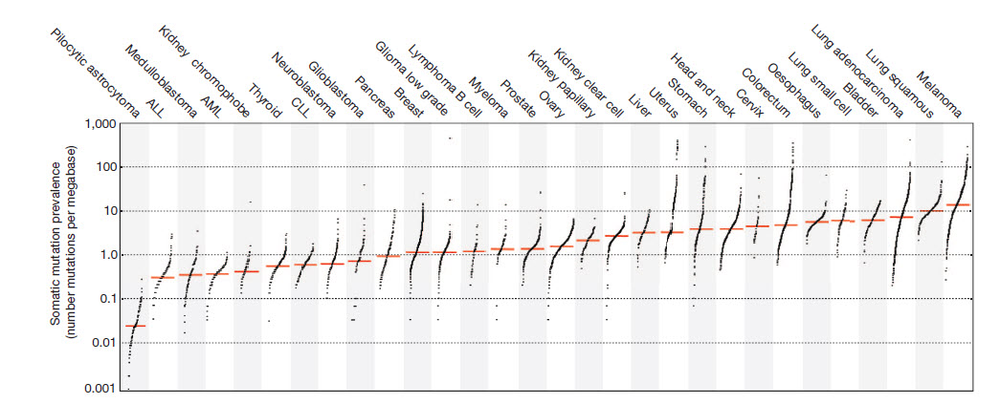 Pilocytic astrocytoma
ALL
Medulloblastoma
AML
Kidney chromophobe
Thyroid
CLL
Neuroblastoma
Glioblastoma
Pancreas
Breast
Glioma low grade
Lymphoma B cell
Myeloma
Prostate
Ovary
Kidney papillary
Kidney clear cell
Liver
Uterus
Stomach
Head and neck
Cervix
Colorectum
Oesophagus
Lung small cell
Bladder
Lung adenocarcinoma
Lung squamous
Melanoma
Somatic mutation prevalence
(number mutations per megabase)
1,000
100
10
1.0
0.1
0.01
0.001